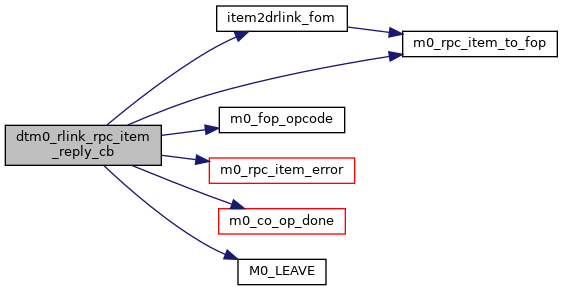 item2drlink_fom
m0_rpc_item_to_fop
dtm0_rlink_rpc_item
_reply_cb
m0_fop_opcode
m0_rpc_item_error
m0_co_op_done
M0_LEAVE